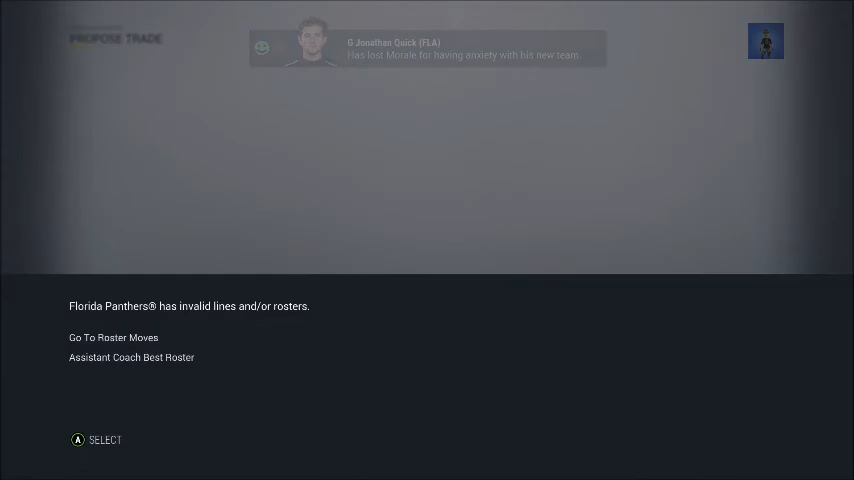 PROPOSE TRADE
G Jonathan Quick (FLA)
Has lost Morale for having anxiety with his new team.
Florida Panthers® has invalid lines and/or rosters.
Go To Roster Moves
Assistant Coach Best Roster
A SELECT